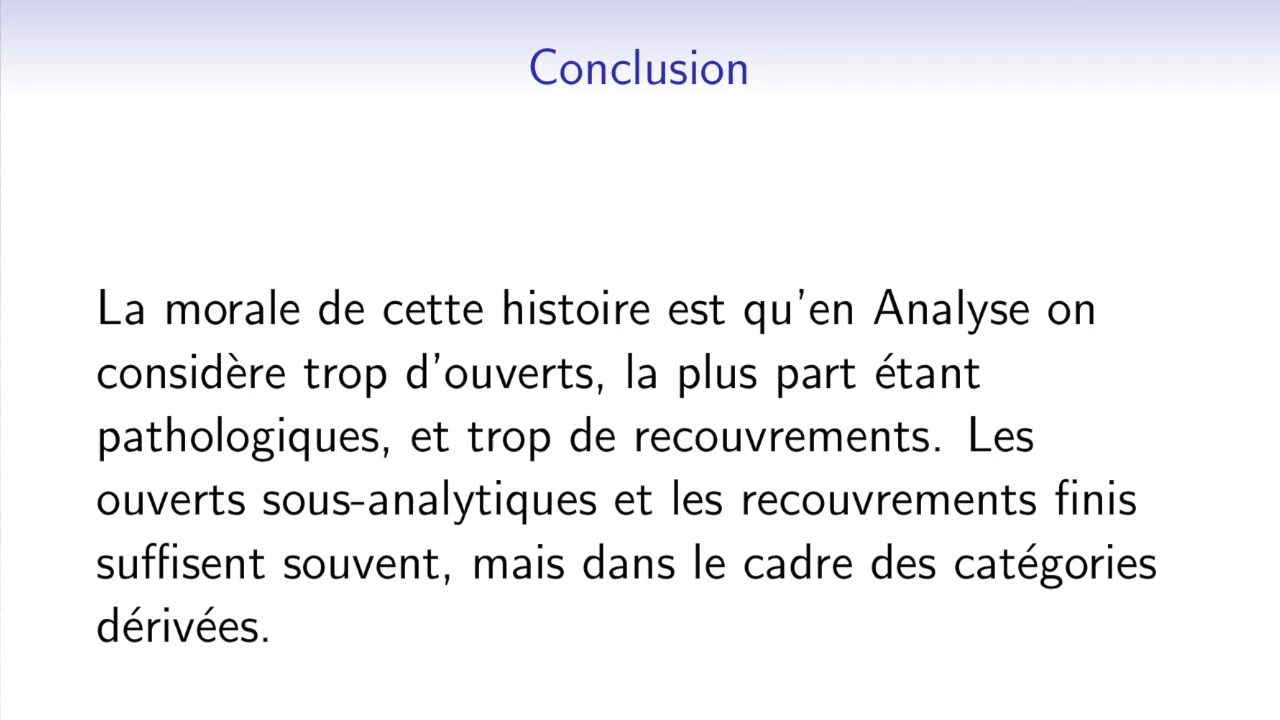 Conclusion
La morale de cette histoire est qu'en Analyse on
considère trop d'ouverts, la plus part étant
pathologiques, et trop de recouvrements. Les
ouverts sous-analytiques et les recouvrements finis
suffisent souvent, mais dans le cadre des catégories
dérivées.